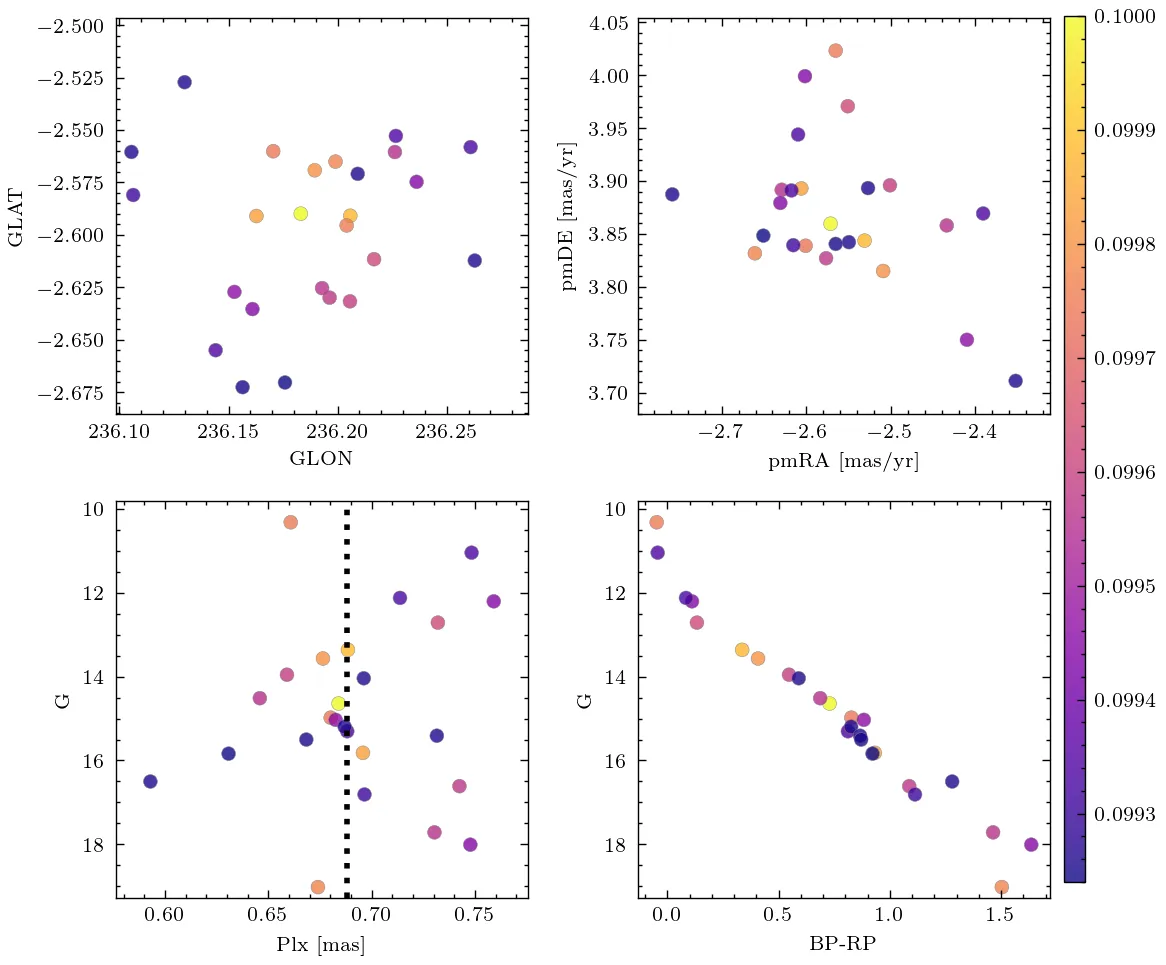 −2.500
−2.525
−2.550
−2.575
−2.600
−2.625
−2.650
−2.675
GLAT
236.10 236.15 236.20 236.25
GLON
4.05
4.00
3.95
3.90
3.85
3.80
3.75
3.70
pmDE [mas/yr]
−2.7 −2.6 −2.5 −2.4
pmRA [mas/yr]
10
12
14
16
18
G
0.60 0.65 0.70 0.75
Plx [mas]
10
12
14
16
18
G
0.0 0.5 1.0 1.5
BP-RP
0.1000
0.0999
0.0998
0.0997
0.0996
0.0995
0.0994
0.0993